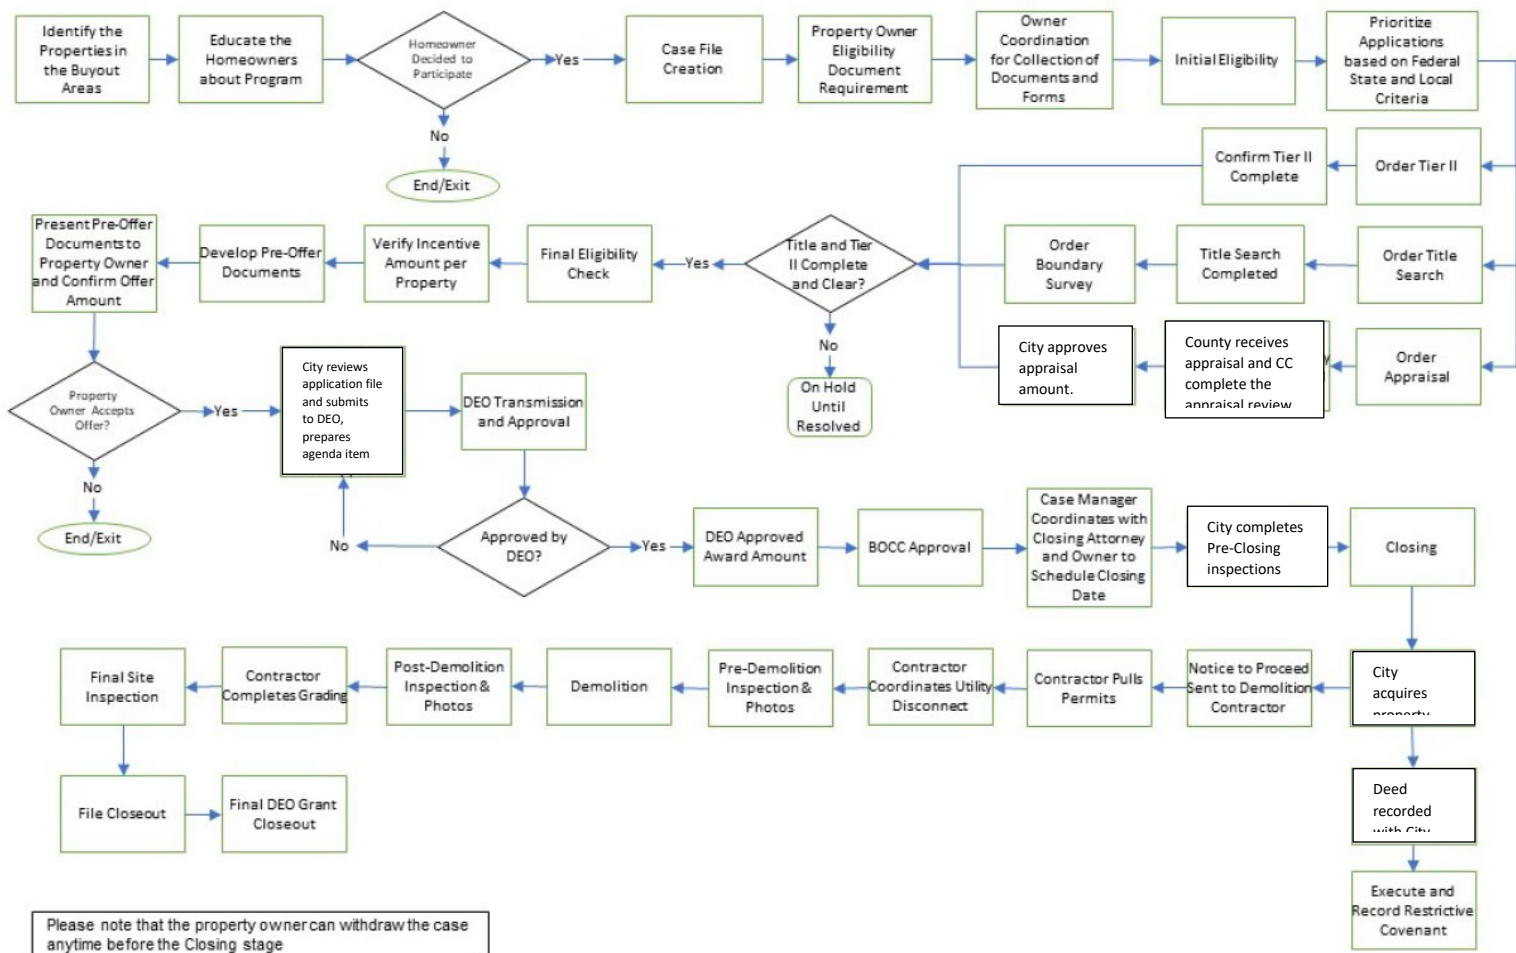 Identify the
Properties in
the Buyout
Areas
Educate the
Homeowners
about Program
Homeowner
Decided to
Participate
Yes
Case File
Creation
Property Owner
Eligibility
Document
Requirement
Owner
Coordination
for Collection of
Documents and
Forms
Initial Eligibility
Prioritize
Applications
based on Federal
State and Local
Criteria
No
End/Exit
Confirm Tier II
Complete
Order Tier II
Present Pre-Offer
Documents to
Property Owner
and Confirm Offer
Amount
Develop Pre-Offer
Documents
Verify Incentive
Amount per
Property
Final Eligibility
Check
Yes
Title and Tier
II Complete
and Clear?
Order
Boundary
Survey
Title Search
Completed
Order Title
Search
No
On Hold
Until
Resolved
City approves
appraisal
amount.
County receives
appraisal and CC
complete the
appraisal review
Order
Appraisal
Property
Owner Accepts
Offer?
Yes
City reviews
application file
and submits
to DEO,
prepares
agenda item
DEO Transmission
and Approval
No
End/Exit
No
Approved by
DEO?
Yes
DEO Approved
Award Amount
BOCC Approval
Case Manager
Coordinates with
Closing Attorney
and Owner to
Schedule Closing
Date
City completes
Pre-Closing
inspections
Closing
Final Site
Inspection
Contractor
Completes Grading
Post-Demolition
Inspection &
Photos
Demolition
Pre-Demolition
Inspection &
Photos
Contractor
Coordinates Utility
Disconnect
Contractor Pulls
Permits
Notice to Proceed
Sent to Demolition
Contractor
City
acquires
property
File Closeout
Final DEO Grant
Closeout
Deed
recorded
with City
Execute and
Record Restrictive
Covenant
Please note that the property owner can withdraw the case
anytime before the Closing stage